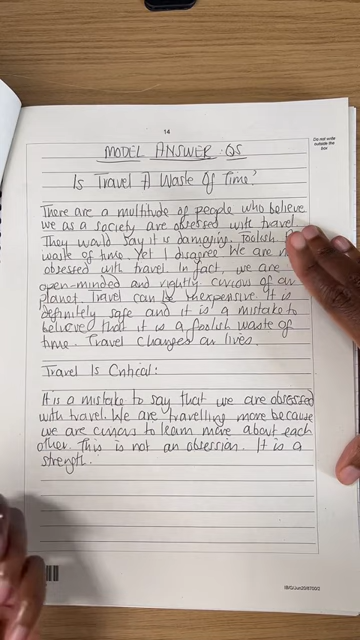 14
Do not write
outside the
box
MODEL ANSWER: Q5
Is Travel A Waste Of Time?
There are a multitude of people who believe
we as a society are obsessed with travel.
They would say it is damaging, foolish
waste of time. Yet I disagree. We are
obsessed with travel. In fact, we are
open-minded and rightly curious of our
planet. Travel can be inexpensive. It is
definitely safe and it is a mistake to
believe that it is a foolish waste of
time. Travel changes our lives.
Travel Is Critical:
It is a mistake to say that we are obsessed
with travel. We are travelling more because
we are curious to learn more about each
other. This is not an obsession. It is a
strength.
IB/G/Jun20/8700/2